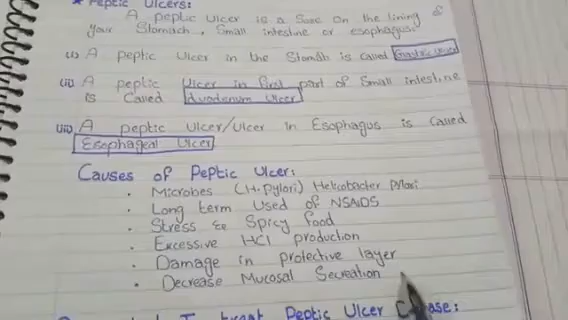 * Peptic Ulcers:
A peptic Ulcer is a Sore on the lining of
your Stomach, Small intestine or esophagus.
(i) A peptic Ulcer in the Stomach is called Gastric ulcer
(ii) A peptic Ulcer in first part of Small intestine
is Called duodenum Ulcer
(iii) A peptic Ulcer/Ulcer in Esophagus is called
Esophageal Ulcer
Causes of Peptic Ulcer:
• Microbes (H.pylori) Helicobacter Pylori
• Long term Used of NSAIDS
• Stress & Spicy food
• Excessive HCl production
• Damage in protective layer
• Decrease Mucosal Secreation
Peptic Ulcer